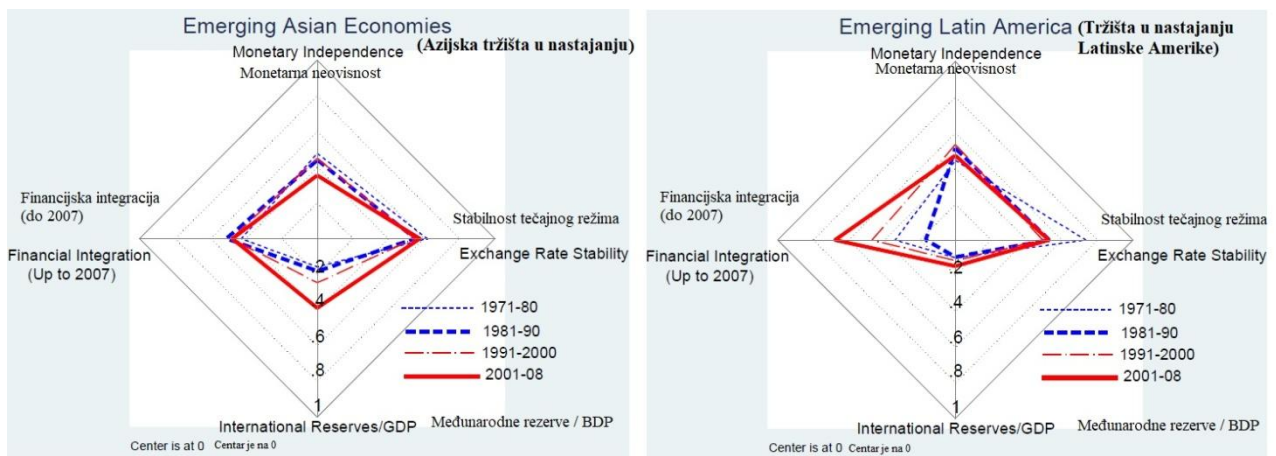 Emerging Asian Economies
Monetary Independence (Azijska tržišta u nastajanju)
Monetarna neovisnost
Financijska integracija
(do 2007)
Financial Integration
(Up to 2007)
Stabilnost tečajnog režima
Exchange Rate Stability
.2
.4
.6
.8
1
1971-80
1981-90
1991-2000
2001-08
International Reserves/GDP
Međunarodne rezerve / BDP
Center is at 0 Centar je na 0
Emerging Latin America (Tržišta u nastajanju
Latinske Amerike)
Monetary Independence
Monetarna neovisnost
Financijska integracija
(do 2007)
Financial Integration
(Up to 2007)
Stabilnost tečajnog režima
Exchange Rate Stability
.2
.4
.6
.8
1
1971-80
1981-90
1991-2000
2001-08
International Reserves/GDP
Međunarodne rezerve / BDP
Center is at 0 Centar je na 0